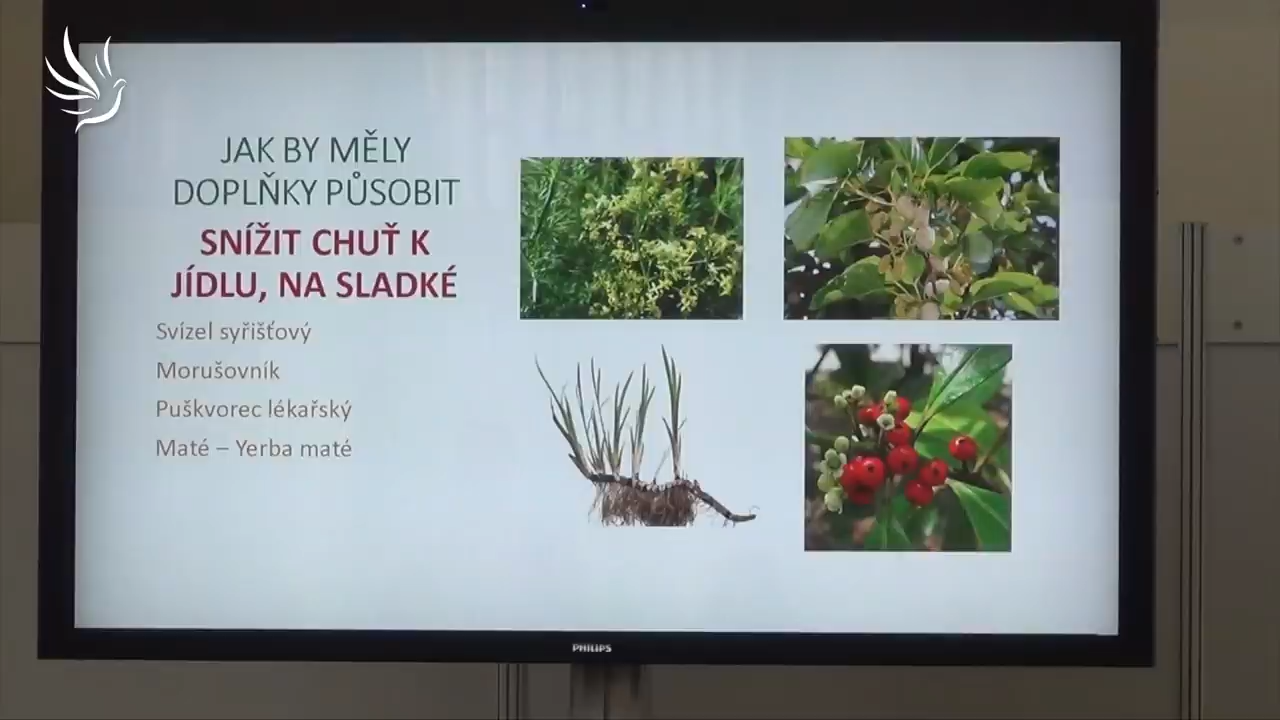 JAK BY MĚLY
DOPLŇKY PŮSOBIT
SNÍŽIT CHUŤ K
JÍDLU, NA SLADKÉ
Svízel syřišťový
Morušovník
Puškvorec lékařský
Maté – Yerba maté
PHILIPS